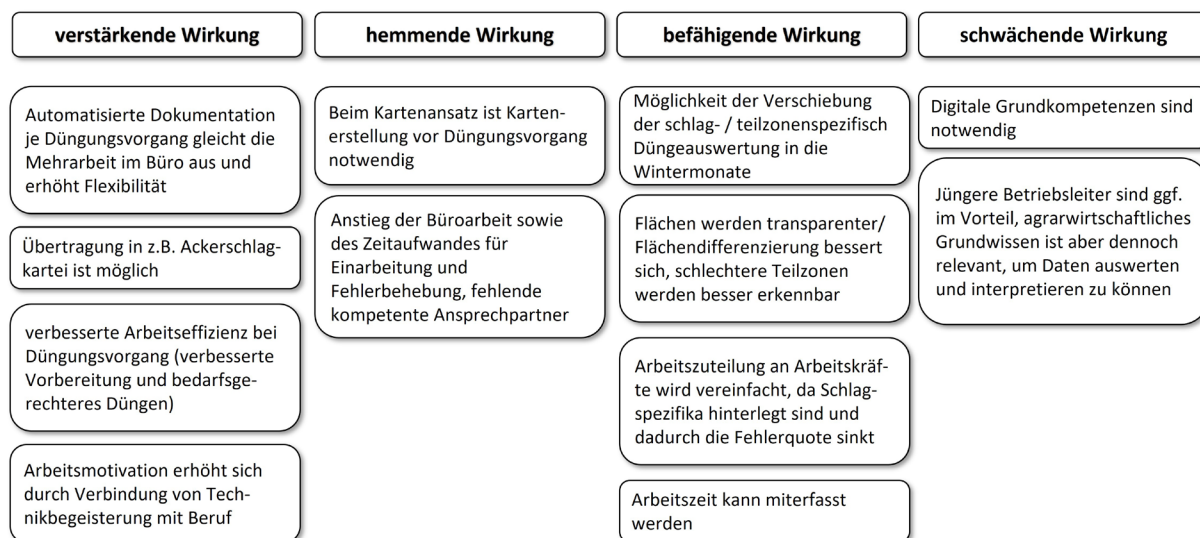 verstärkende Wirkung
Automatisierte Dokumentation
je Düngungsvorgang gleicht die
Mehrarbeit im Büro aus und
erhöht Flexibilität
Übertragung in z.B. Ackerschlag-
kartei ist möglich
verbesserte Arbeitseffizienz bei
Düngungsvorgang (verbesserte
Vorbereitung und bedarfsge-
rechteres Düngen)
Arbeitsmotivation erhöht sich
durch Verbindung von Tech-
nikbegeisterung mit Beruf
hemmende Wirkung
Beim Kartenansatz ist Karten-
erstellung vor Düngungsvorgang
notwendig
Anstieg der Büroarbeit sowie
des Zeitaufwandes für
Einarbeitung und
Fehlerbehebung, fehlende
kompetente Ansprechpartner
befähigende Wirkung
Möglichkeit der Verschiebung
der schlag- / teilzonenspezifisch
Düngeauswertung in die
Wintermonate
Flächen werden transparenter/
Flächendifferenzierung bessert
sich, schlechtere Teilzonen
werden besser erkennbar
Arbeitszuteilung an Arbeitskräf-
te wird vereinfacht, da Schlag-
spezifika hinterlegt sind und
dadurch die Fehlerquote sinkt
Arbeitszeit kann miterfasst
werden
schwächende Wirkung
Digitale Grundkompetenzen sind
notwendig
Jüngere Betriebsleiter sind ggf.
im Vorteil, agrarwirtschaftliches
Grundwissen ist aber dennoch
relevant, um Daten auswerten
und interpretieren zu können